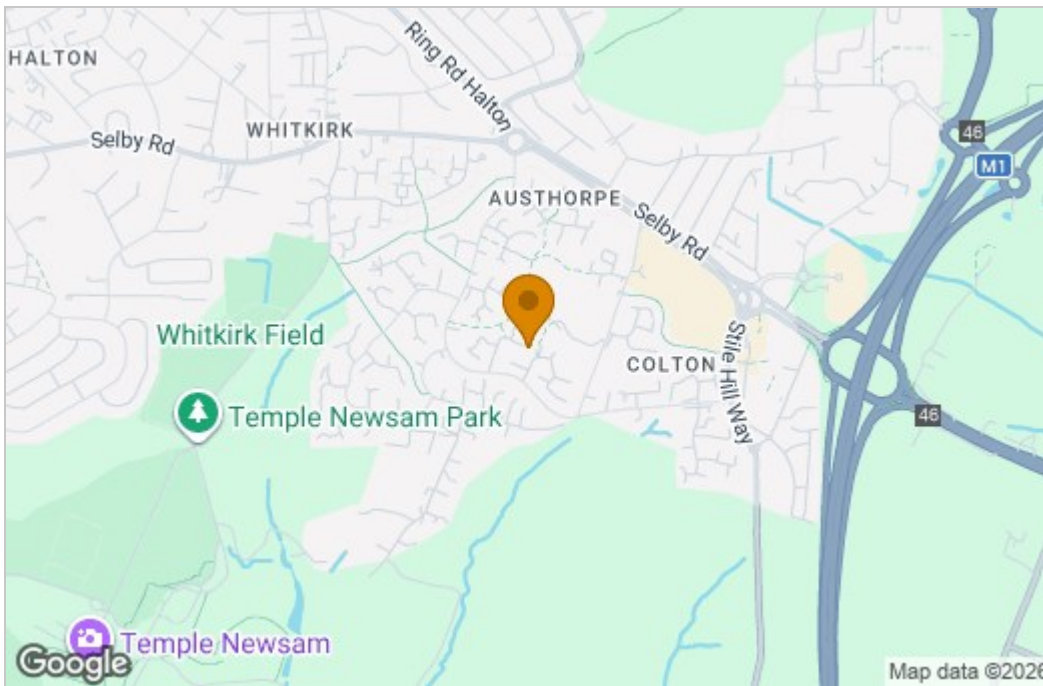 HALTON
Ring Rd Halton
46
M1
WHITKIRK
Selby Rd
AUSTHORPE
Selby Rd
Whitkirk Field
COLTON
Stile Hill Way
Temple Newsam Park
46
Temple Newsam
Google
Map data ©2026